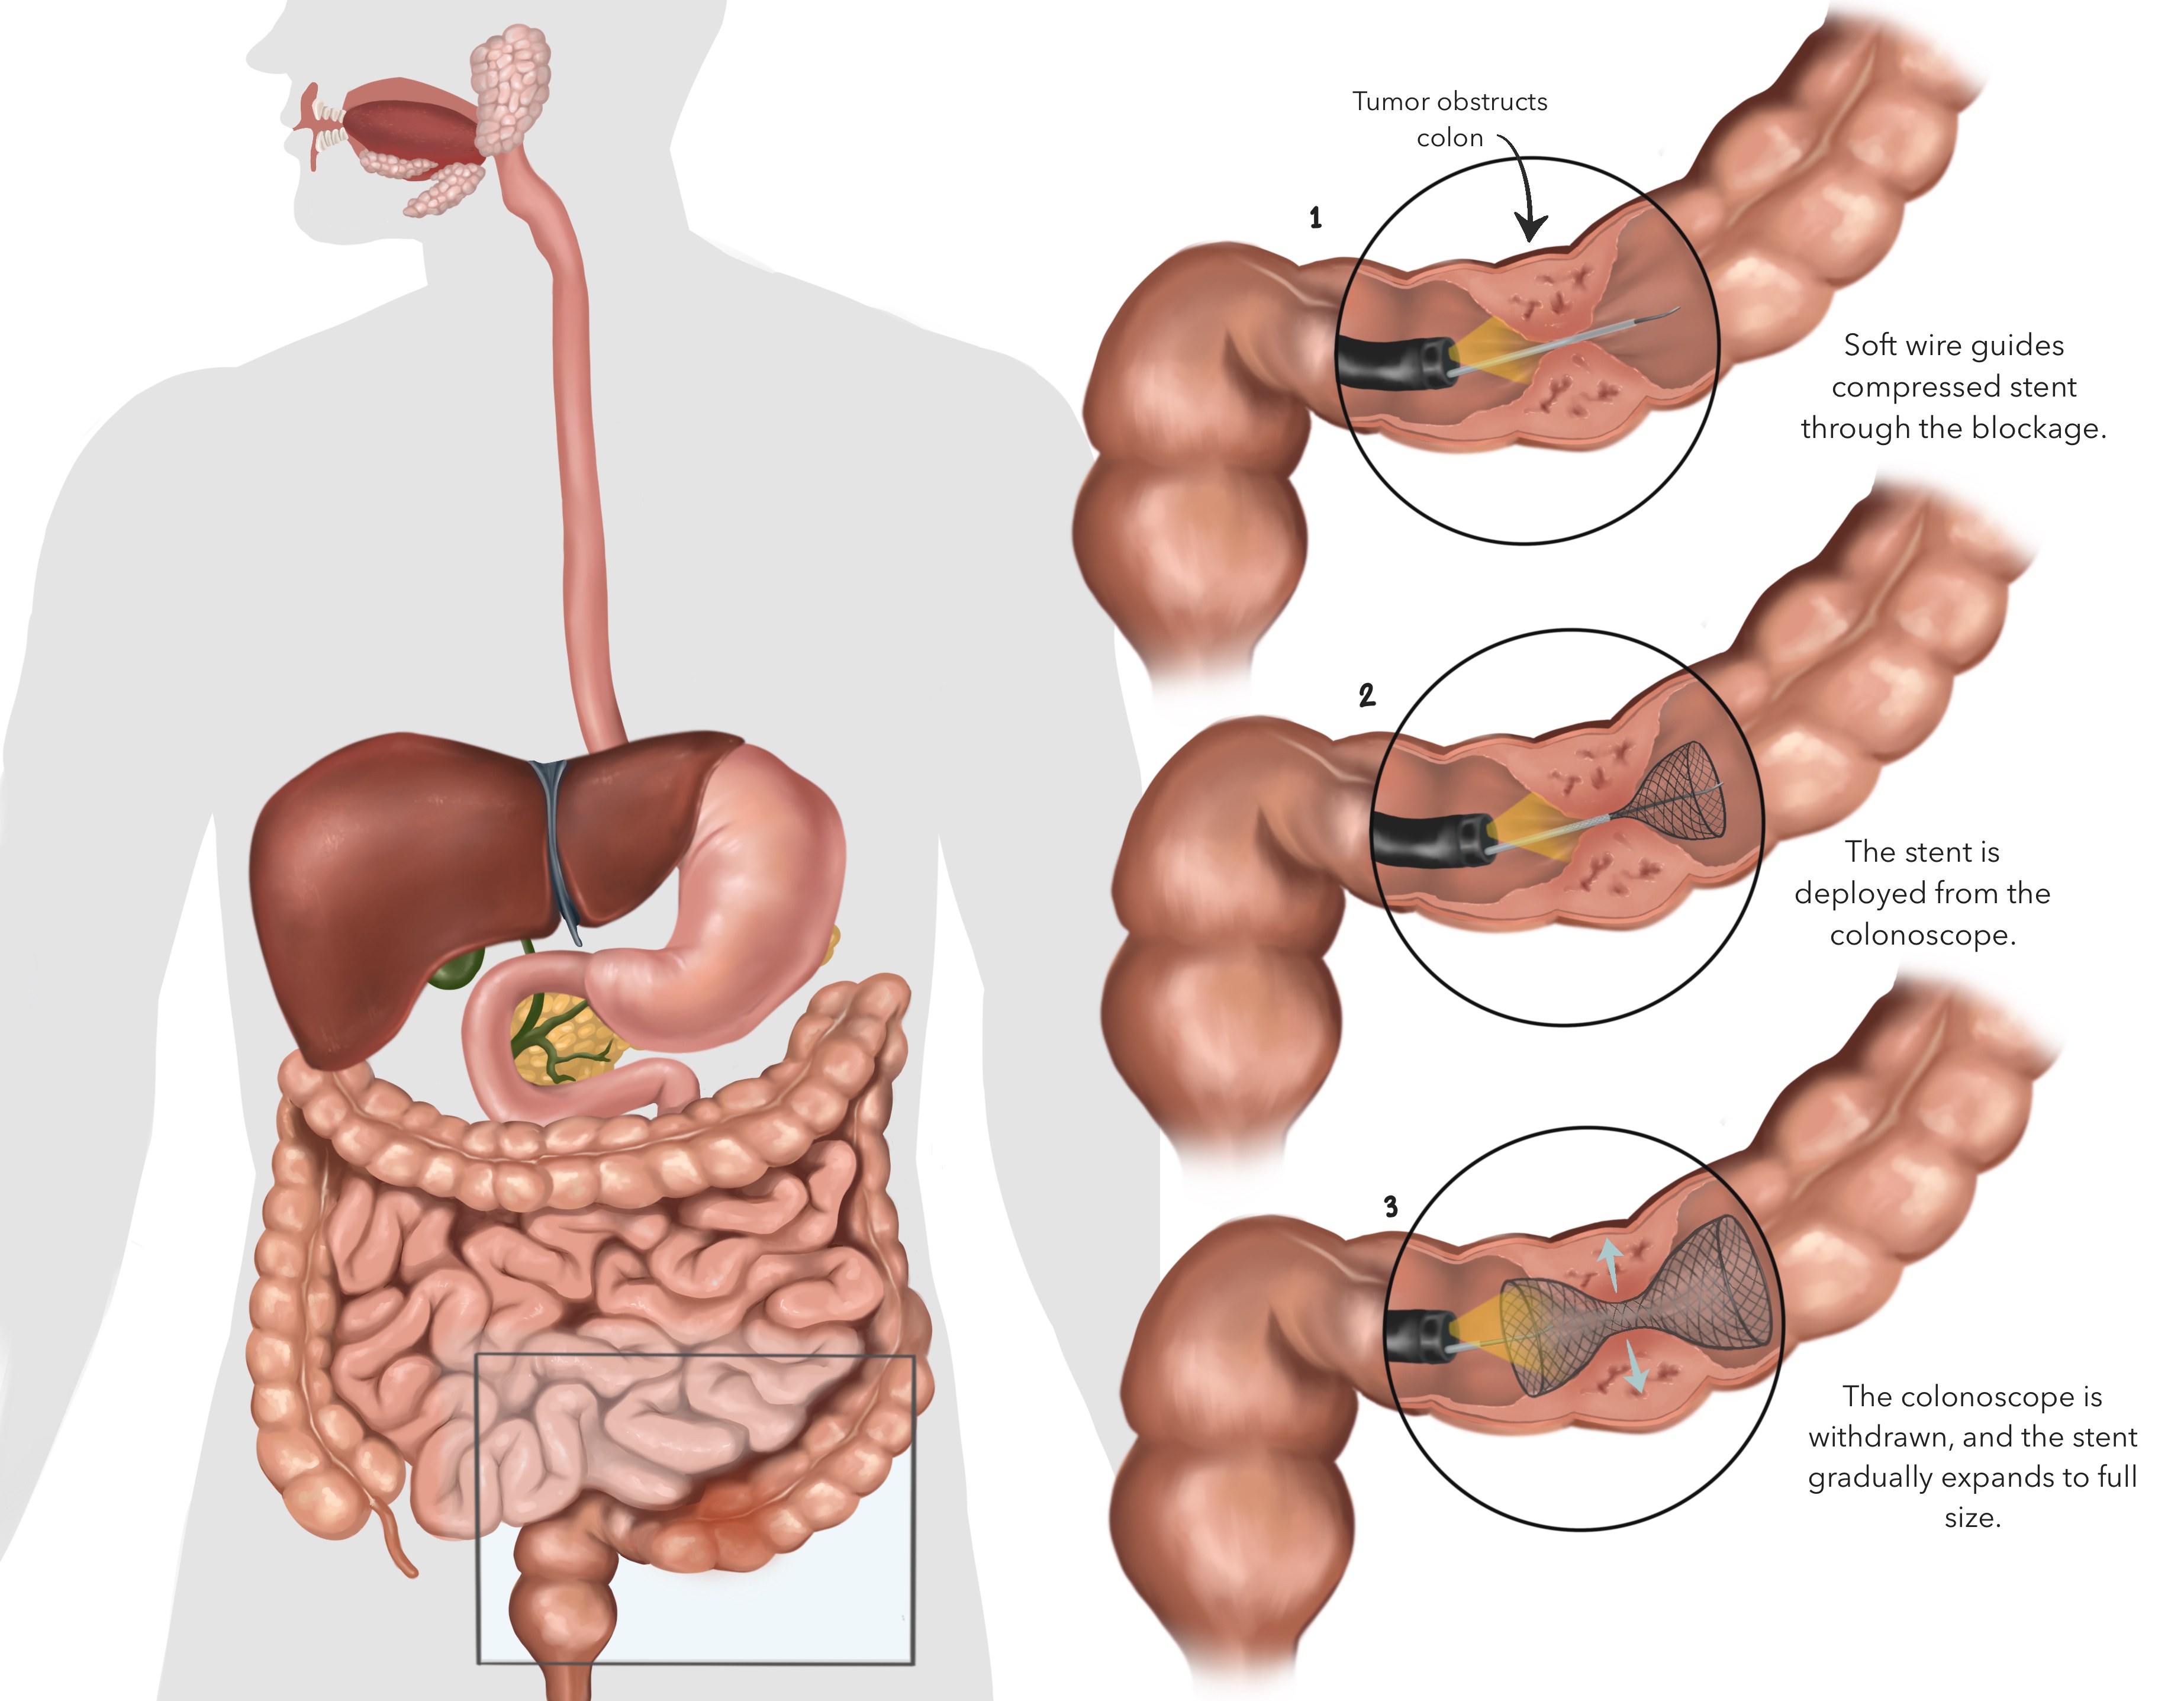 Tumor obstructs
colon
1
Soft wire guides
compressed stent
through the blockage.
2
The stent is
deployed from the
colonoscope.
3
The colonoscope is
withdrawn, and the stent
gradually expands to full
size.